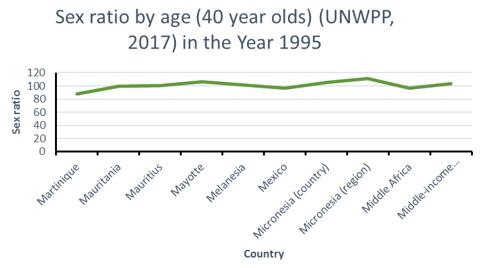 Sex ratio by age (40 year olds) (UNWPP,
2017) in the Year 1995
Sex ratio
120
100
80
60
40
20
0
Martinique
Mauritania
Mauritius
Mayotte
Melanesia
Mexico
Micronesia (country)
Micronesia (region)
Middle Africa
Middle-income...
Country